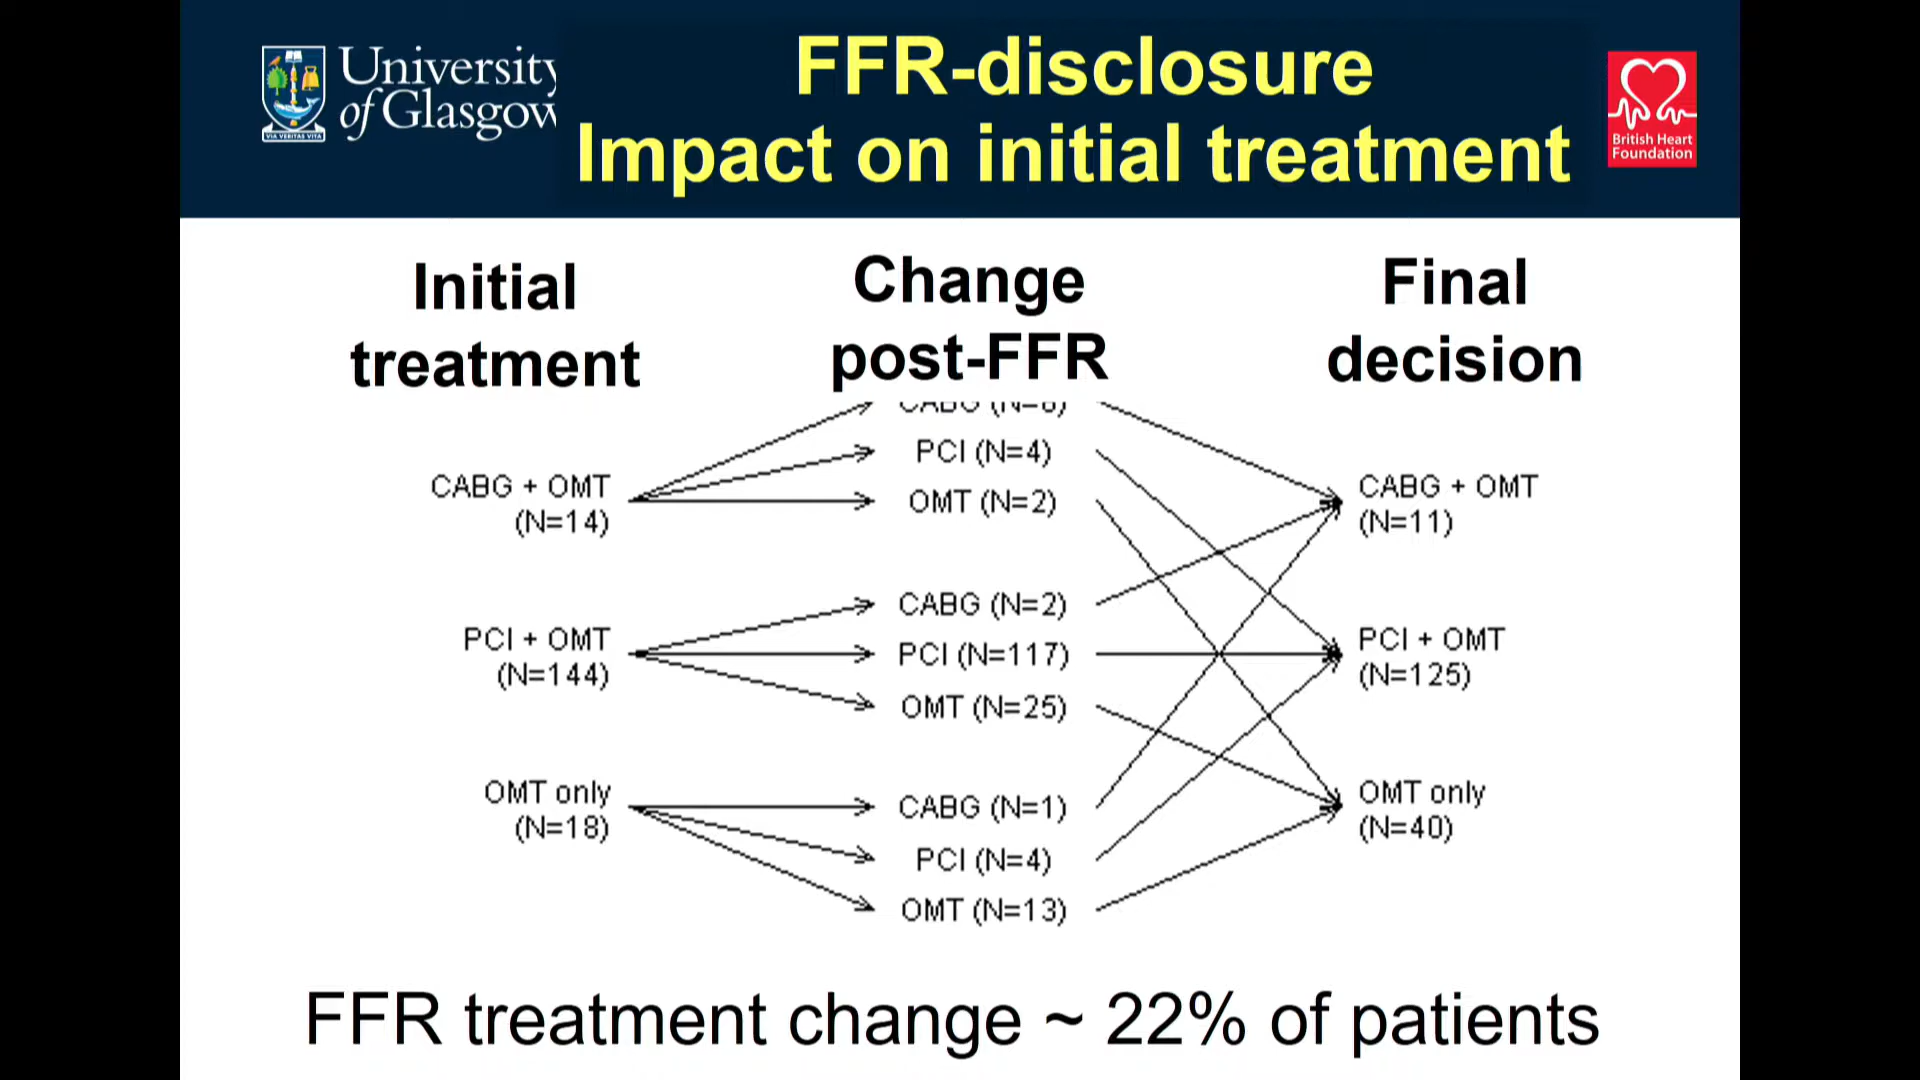 University
of Glasgow
VIA VERITAS VITA
FFR-disclosure
Impact on initial treatment
British Heart
Foundation
Initial
treatment
Change
post-FFR
Final
decision
CABG + OMT
(N=14)
PCI (N=4)
OMT (N=2)
CABG + OMT
(N=11)
PCI + OMT
(N=144)
CABG (N=2)
PCI (N=117)
OMT (N=25)
PCI + OMT
(N=125)
OMT only
(N=18)
CABG (N=1)
PCI (N=4)
OMT (N=13)
OMT only
(N=40)
FFR treatment change ~ 22% of patients